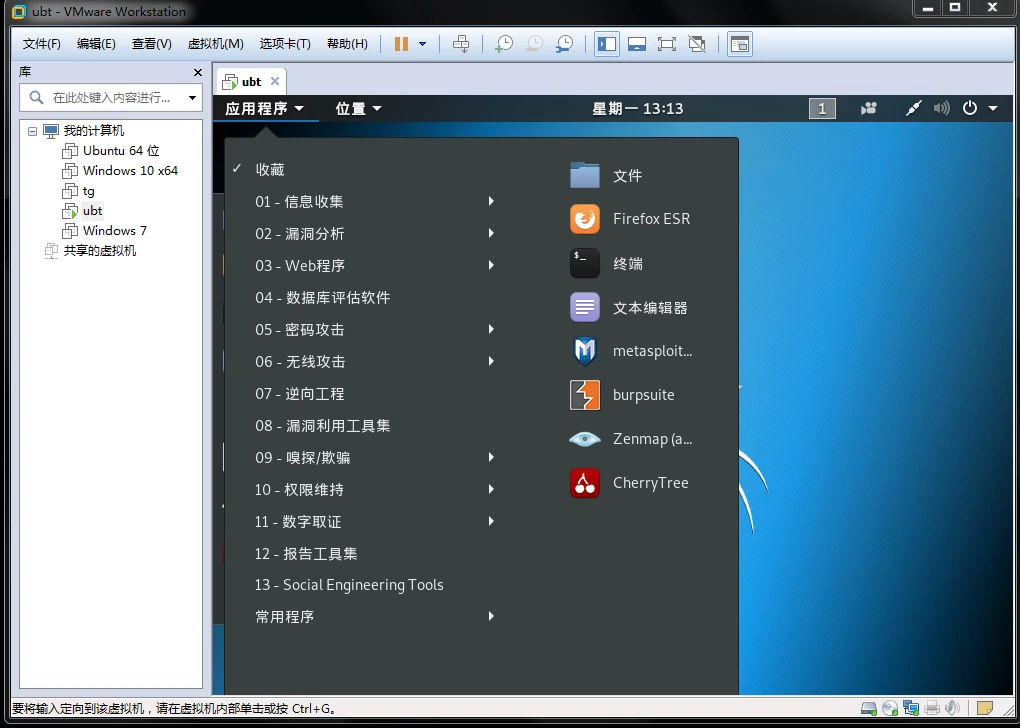 ubt - VMware Workstation
文件(F) 编辑(E) 查看(V) 虚拟机(M) 选项卡(T) 帮助(H)
库
在此处键入内容进行...
我的计算机
Ubuntu 64 位
Windows 10 x64
tg
ubt
Windows 7
共享的虚拟机
ubt
应用程序 位置 星期一 13:13 1
收藏
01 - 信息收集
02 - 漏洞分析
03 - Web程序
04 - 数据库评估软件
05 - 密码攻击
06 - 无线攻击
07 - 逆向工程
08 - 漏洞利用工具集
09 - 嗅探/欺骗
10 - 权限维持
11 - 数字取证
12 - 报告工具集
13 - Social Engineering Tools
常用程序
文件
Firefox ESR
$_
终端
文本编辑器
metasploit...
burpsuite
Zenmap (a...
CherryTree
要将输入定向到该虚拟机，请在虚拟机内部单击或按 Ctrl+G。